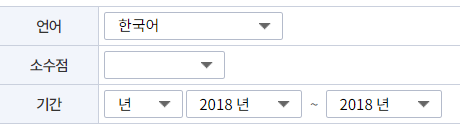 언어 한국어
소수점
기간 년 2018 년 ~ 2018 년